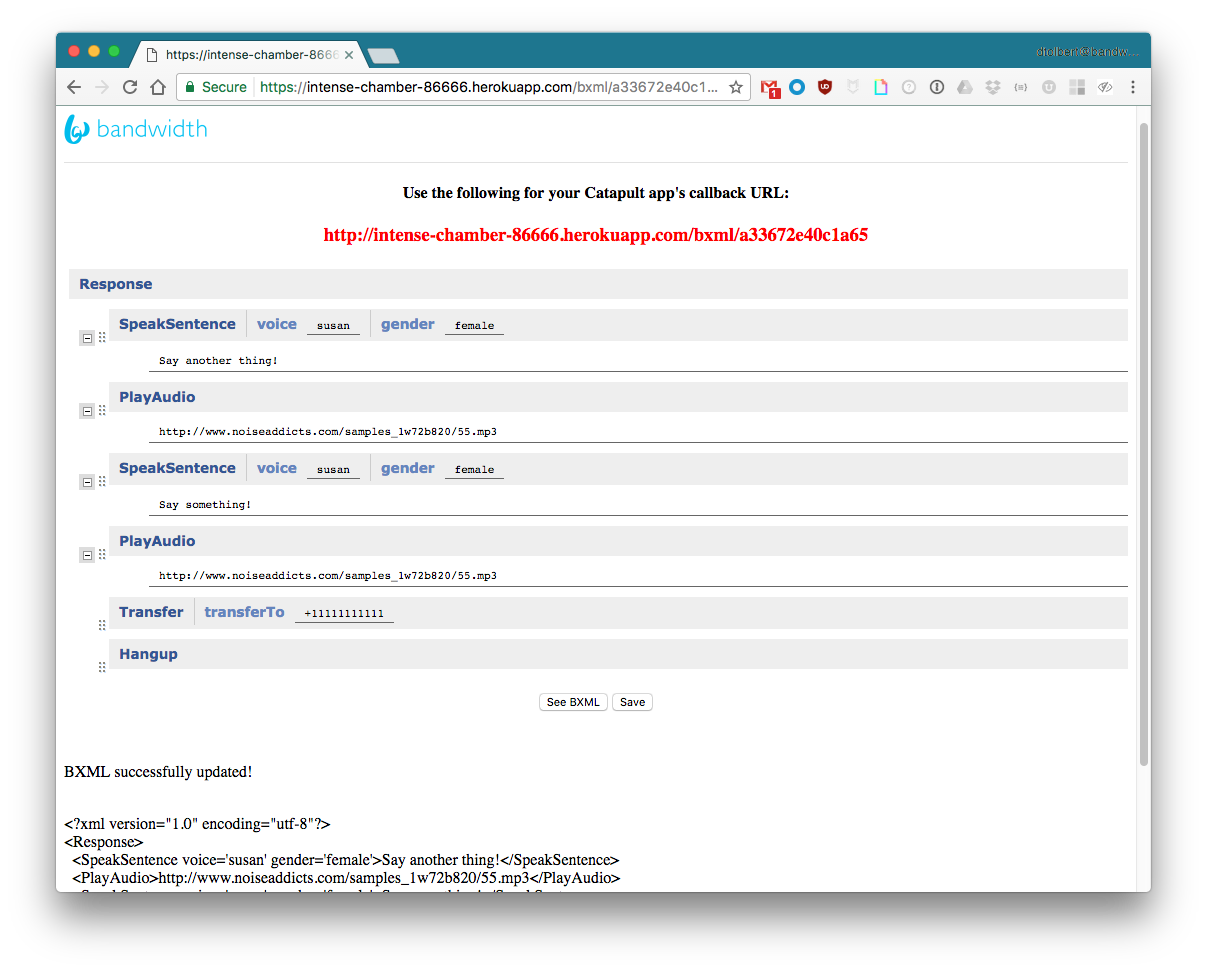 https://intense-chamber-8666
Secure https://intense-chamber-86666.herokuapp.com/bxml/a33672e40c1...
1
bandwidth
Use the following for your Catapult app's callback URL:
http://intense-chamber-86666.herokuapp.com/bxml/a33672e40c1a65
Response
SpeakSentence voice susan gender female
Say another thing!
PlayAudio
http://www.noiseaddicts.com/samples_1w72b820/55.mp3
SpeakSentence voice susan gender female
Say something!
PlayAudio
http://www.noiseaddicts.com/samples_1w72b820/55.mp3
Transfer transferTo +11111111111
Hangup
See BXML Save
BXML successfully updated!
<?xml version="1.0" encoding="utf-8"?>
<Response>
<SpeakSentence voice='susan' gender='female'>Say another thing!</SpeakSentence>
<PlayAudio>http://www.noiseaddicts.com/samples_1w72b820/55.mp3</PlayAudio>